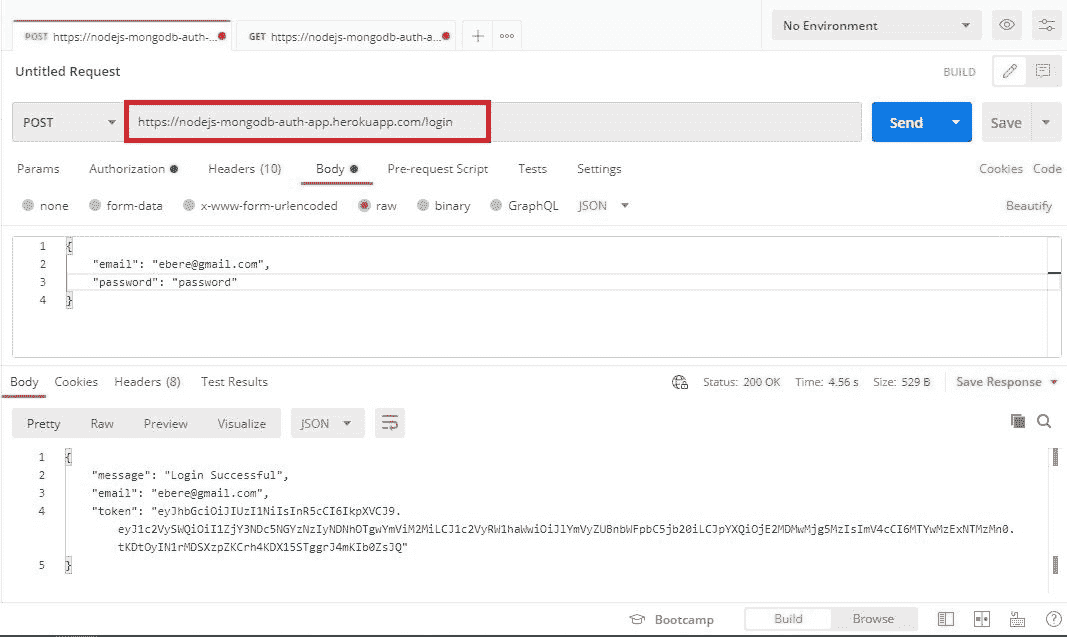 POST https://nodejs-mongodb-auth-... GET https://nodejs-mongodb-auth-a... No Environment
Untitled Request BUILD
POST https://nodejs-mongodb-auth-app.herokuapp.com/login Send Save
Params Authorization Headers (10) Body Pre-request Script Tests Settings Cookies Code
none form-data x-www-form-urlencoded raw binary GraphQL JSON Beautify
1 {
2 "email": "ebere@gmail.com",
3 "password": "password"
4 }
Body Cookies Headers (8) Test Results Status: 200 OK Time: 4.56 s Size: 529 B Save Response
Pretty Raw Preview Visualize JSON
1 {
2 "message": "Login Successful",
3 "email": "ebere@gmail.com",
4 "token": "eyJhbGciOiJIUzI1NiIsInR5cCI6IkpXVCJ9.
eyJ1c2VySWQiOiI1ZjY3NDc5NGYzNzIyNDNhOTgwYmViM2MiLCJ1c2VyRW1haWwiOiJlYmVyZUBnbWFpbC5jb20iLCJpYXQiOjE2MDMwMjg5MzIsImV4cCI6MTYwMzExNTMzMn0.
tKDtOyIN1rMDSXzpZKCrh4KDX15STggrJ4mKIb0ZsJQ"
5 }
Bootcamp Build Browse